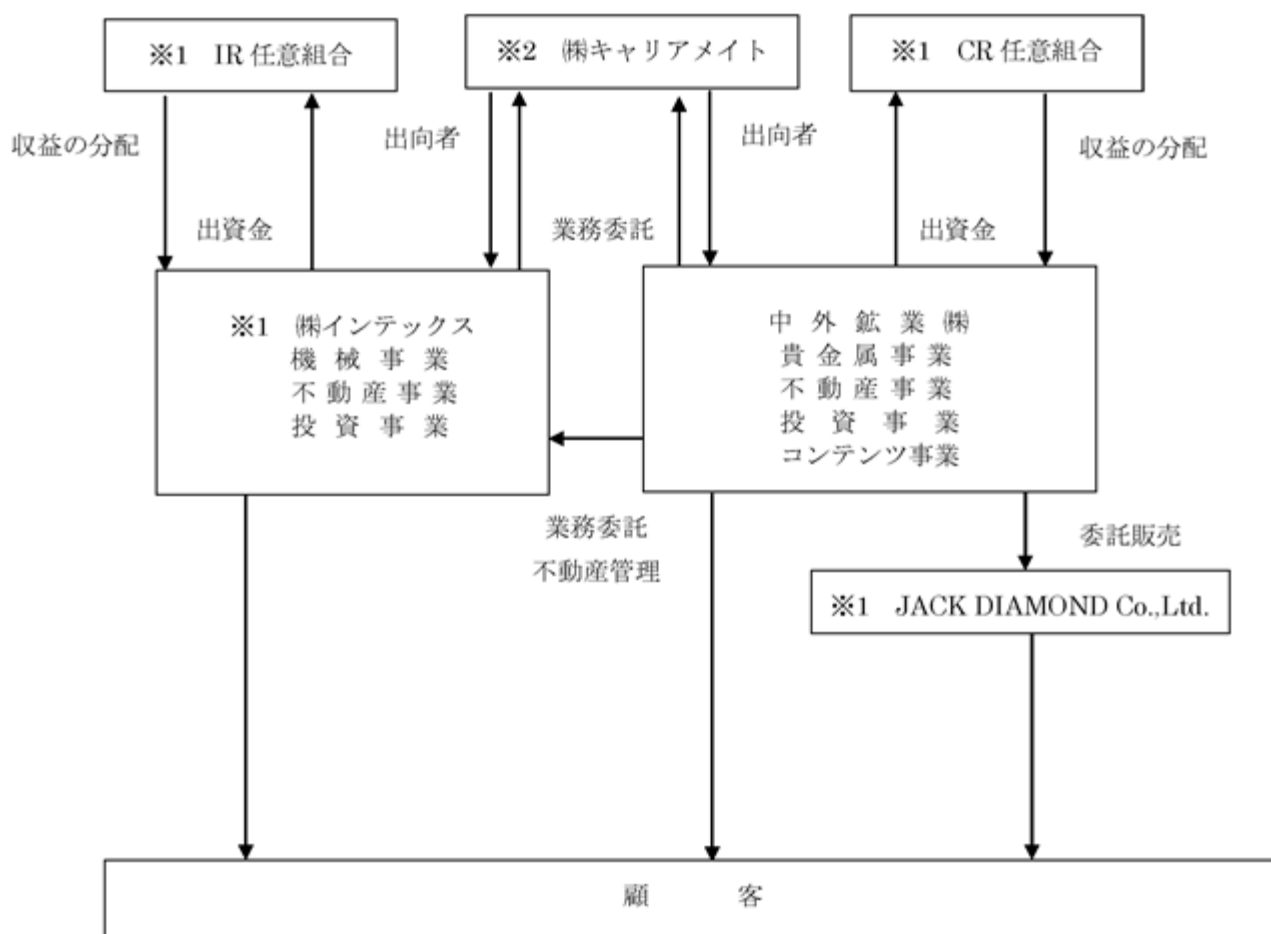 ※1 IR 任意組合
※2 ㈱キャリアメイト
※1 CR 任意組合
収益の分配
出向者
出向者
収益の分配
出資金
業務委託
出資金
※1 ㈱インテックス
機械事業
不動産事業
投資事業
中外鉱業㈱
貴金属事業
不動産事業
投資事業
コンテンツ事業
業務委託
不動産管理
委託販売
※1 JACK DIAMOND Co.,Ltd.
顧客